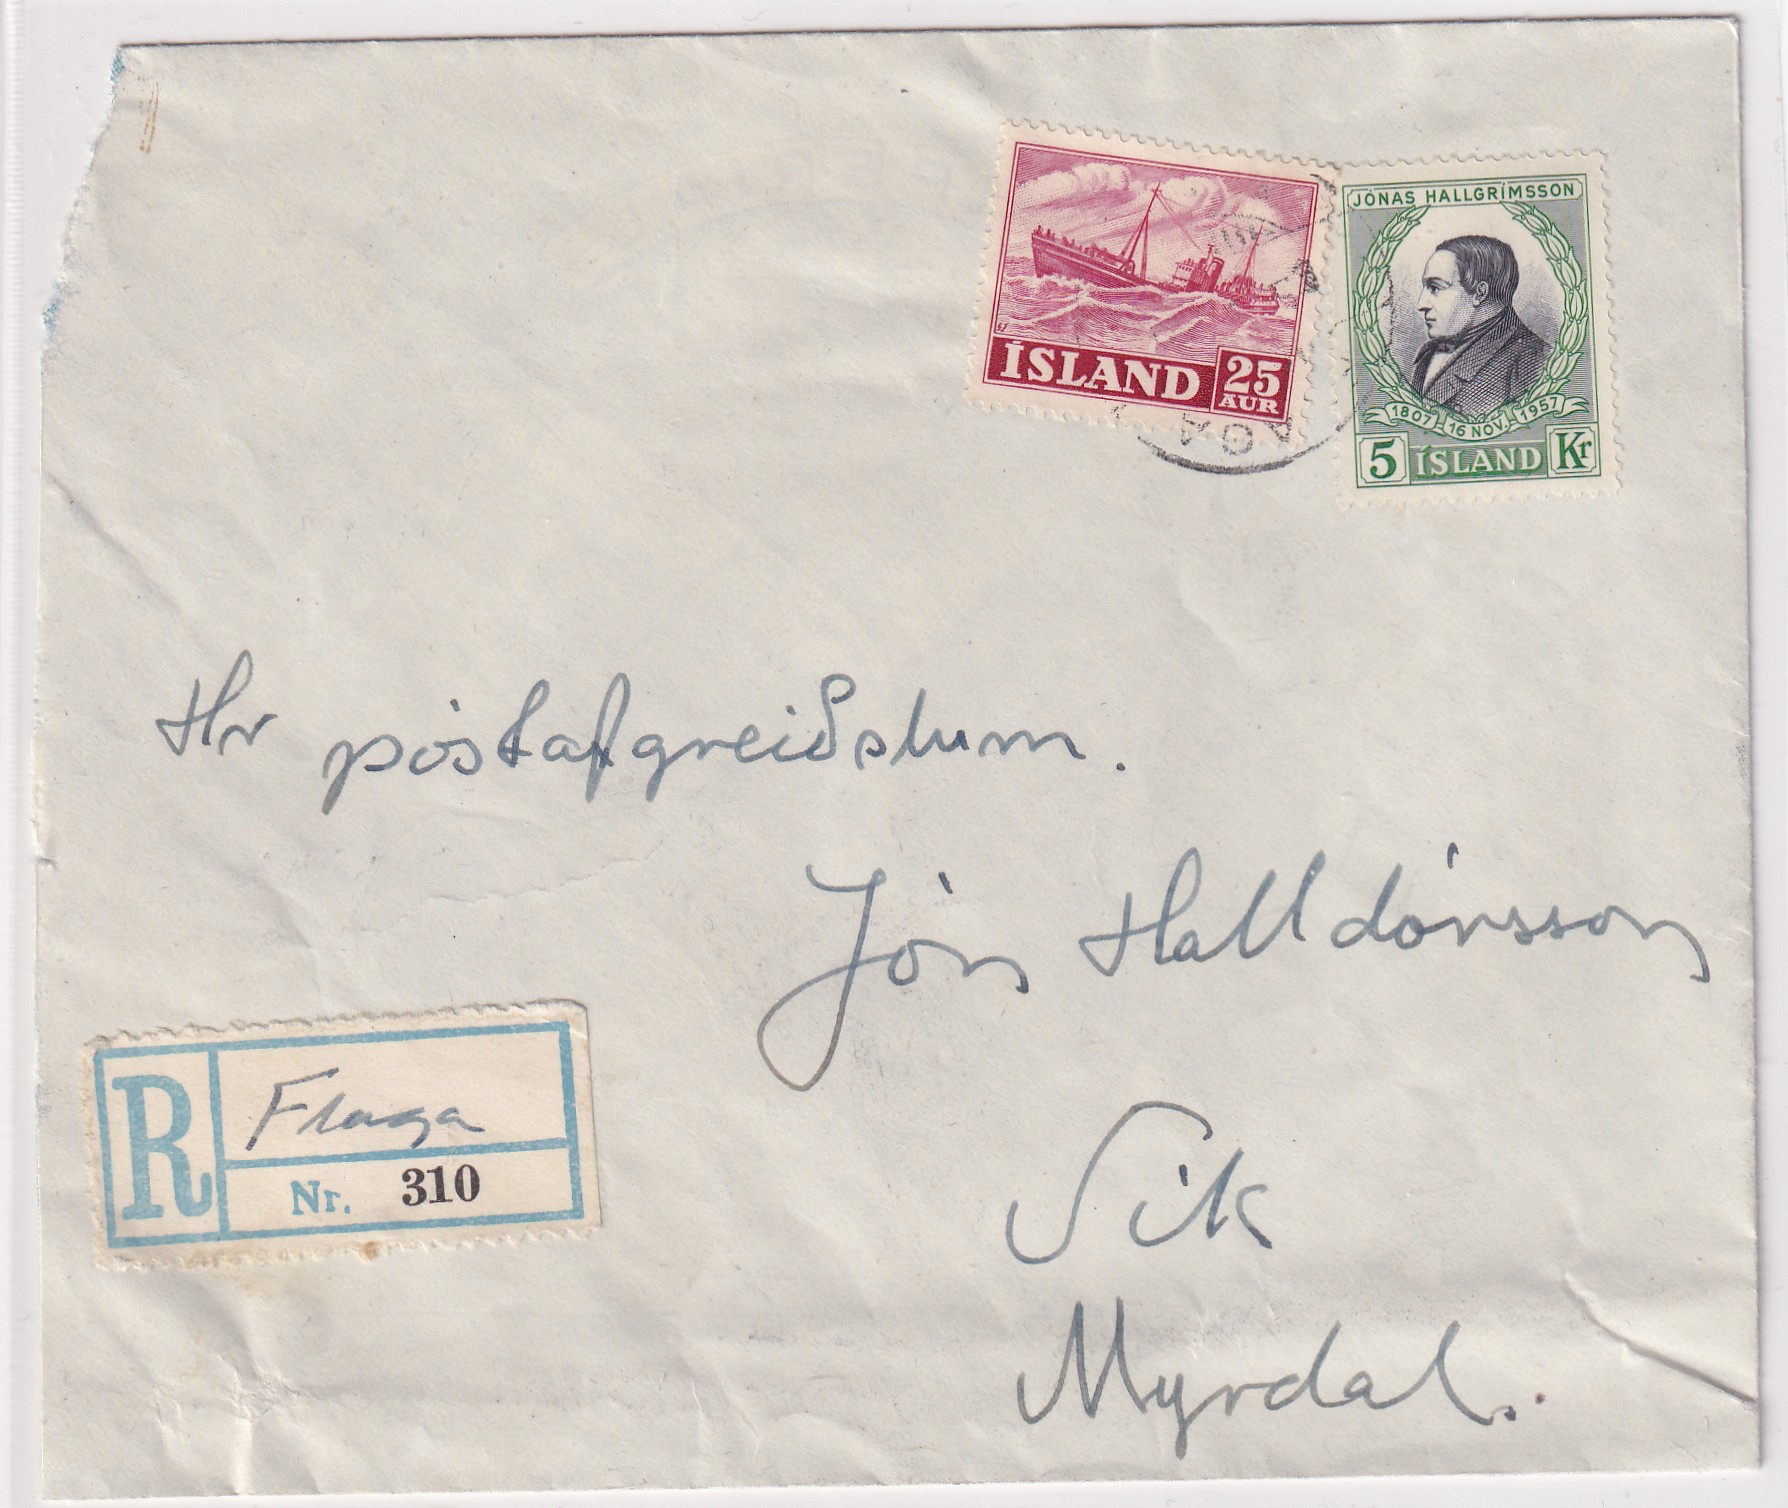 JÓNAS HALLGRÍMSSON
1807 16 NÓV. 1957
5 ÍSLAND Kr
ÍSLAND 25 AUR
Hr póstafgreiðslum.
Jón Halldórsson
Vík
Myrdal.
R
Flaga
Nr. 310